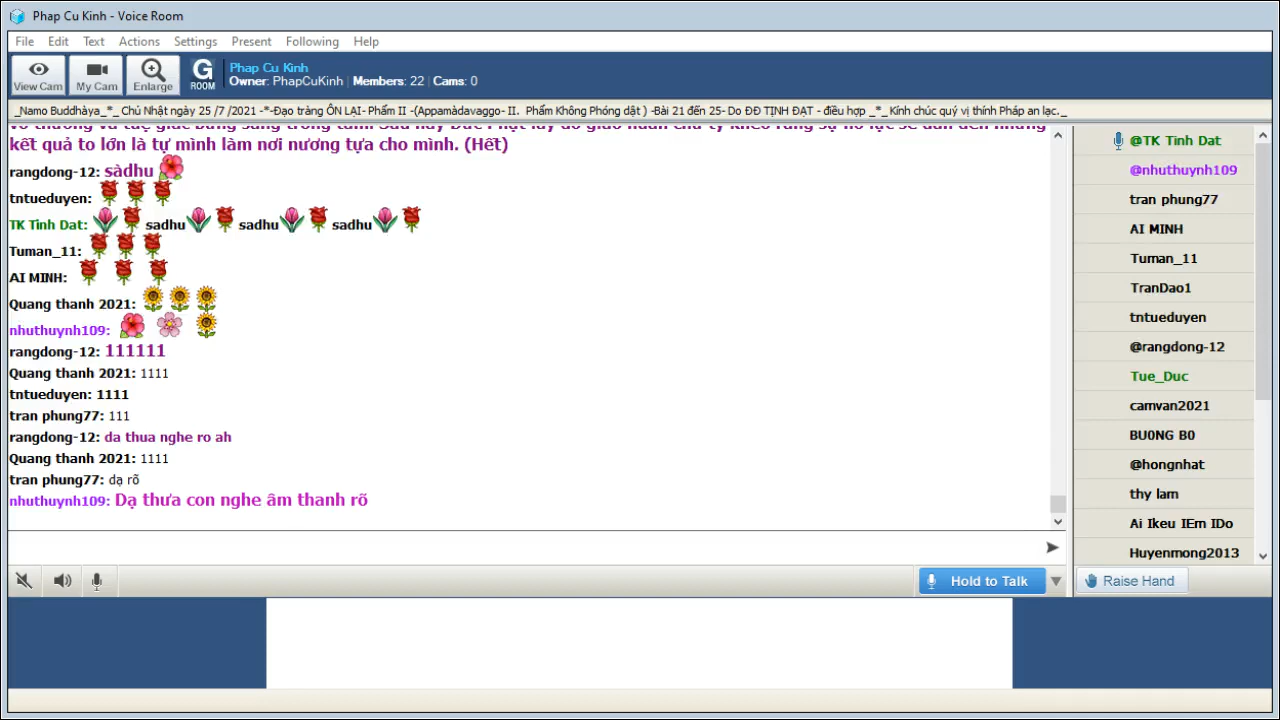 Phap Cu Kinh - Voice Room
File Edit Text Actions Settings Present Following Help
View Cam My Cam Enlarge G ROOM
Phap Cu Kinh
Owner: PhapCuKinh Members: 22 Cams: 0
_Namo Buddhàya_*_ Chủ Nhật ngày 25 /7 /2021 -*-Đạo tràng ÔN LẠI- Phẩm II -(Appamàdavaggo- II. Phẩm Không Phóng dật ) -Bài 21 đến 25- Do ĐĐ TỊNH ĐẠT - điều hợp _*_Kính chúc quý vị thính Pháp an lạc._
kết quả to lớn là tự mình làm nơi nương tựa cho mình. (Hết)
rangdong-12: sàdhu
tntueduyen:
TK Tinh Dat: sadhu sadhu sadhu
Tuman_11:
AI MINH:
Quang thanh 2021:
nhuthuynh109:
rangdong-12: 111111
Quang thanh 2021: 1111
tntueduyen: 1111
tran phung77: 111
rangdong-12: da thua nghe ro ah
Quang thanh 2021: 1111
tran phung77: dạ rõ
nhuthuynh109: Dạ thưa con nghe âm thanh rõ
@TK Tinh Dat
@nhuthuynh109
tran phung77
AI MINH
Tuman_11
TranDao1
tntueduyen
@rangdong-12
Tue_Duc
camvan2021
BU0NG B0
@hongnhat
thy lam
Ai Ikeu IEm IDo
Huyenmong2013
Hold to Talk
Raise Hand